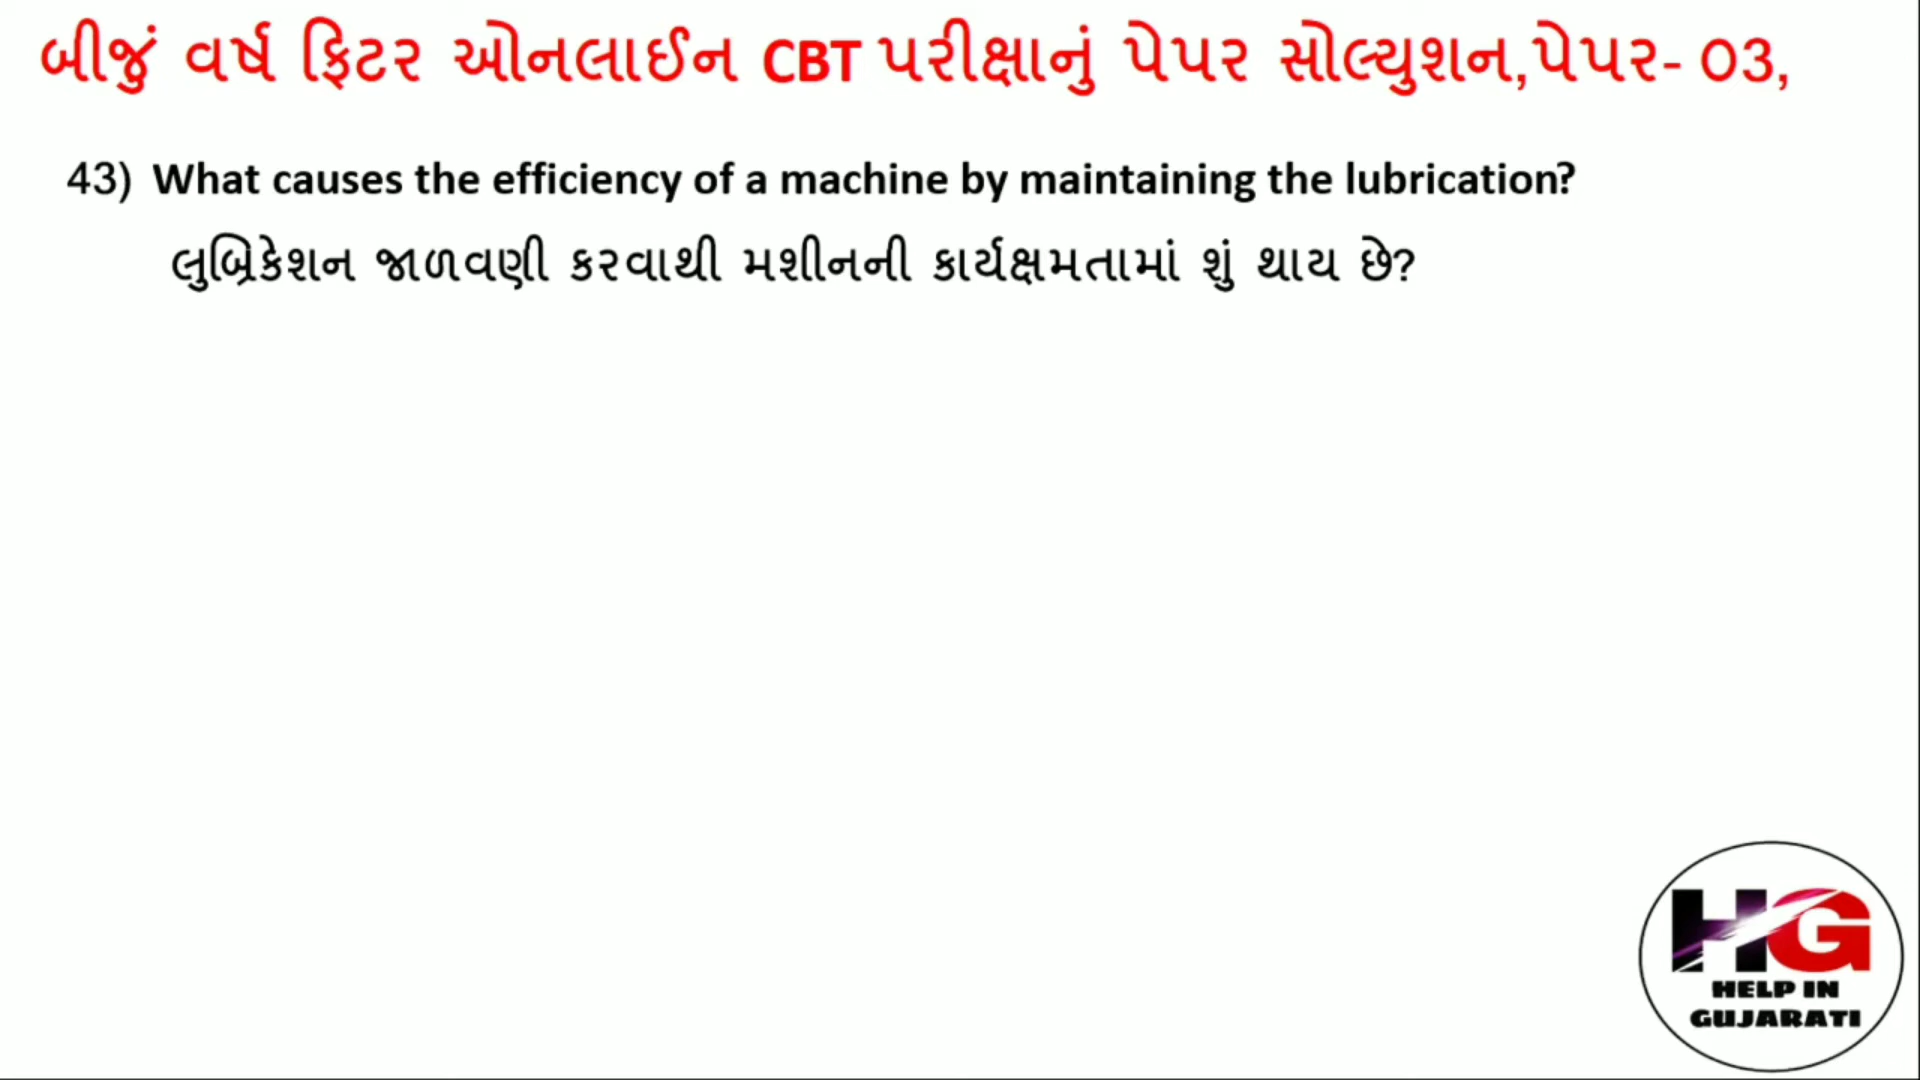 બીજું વર્ષ ફિટર ઓનલાઈન CBT પરીક્ષાનું પેપર સોલ્યુશન,પેપર- 03,
43) What causes the efficiency of a machine by maintaining the lubrication?
લુબ્રિકેશન જાળવણી કરવાથી મશીનની કાર્યક્ષમતામાં શું થાય છે?
HG
HELP IN
GUJARATI